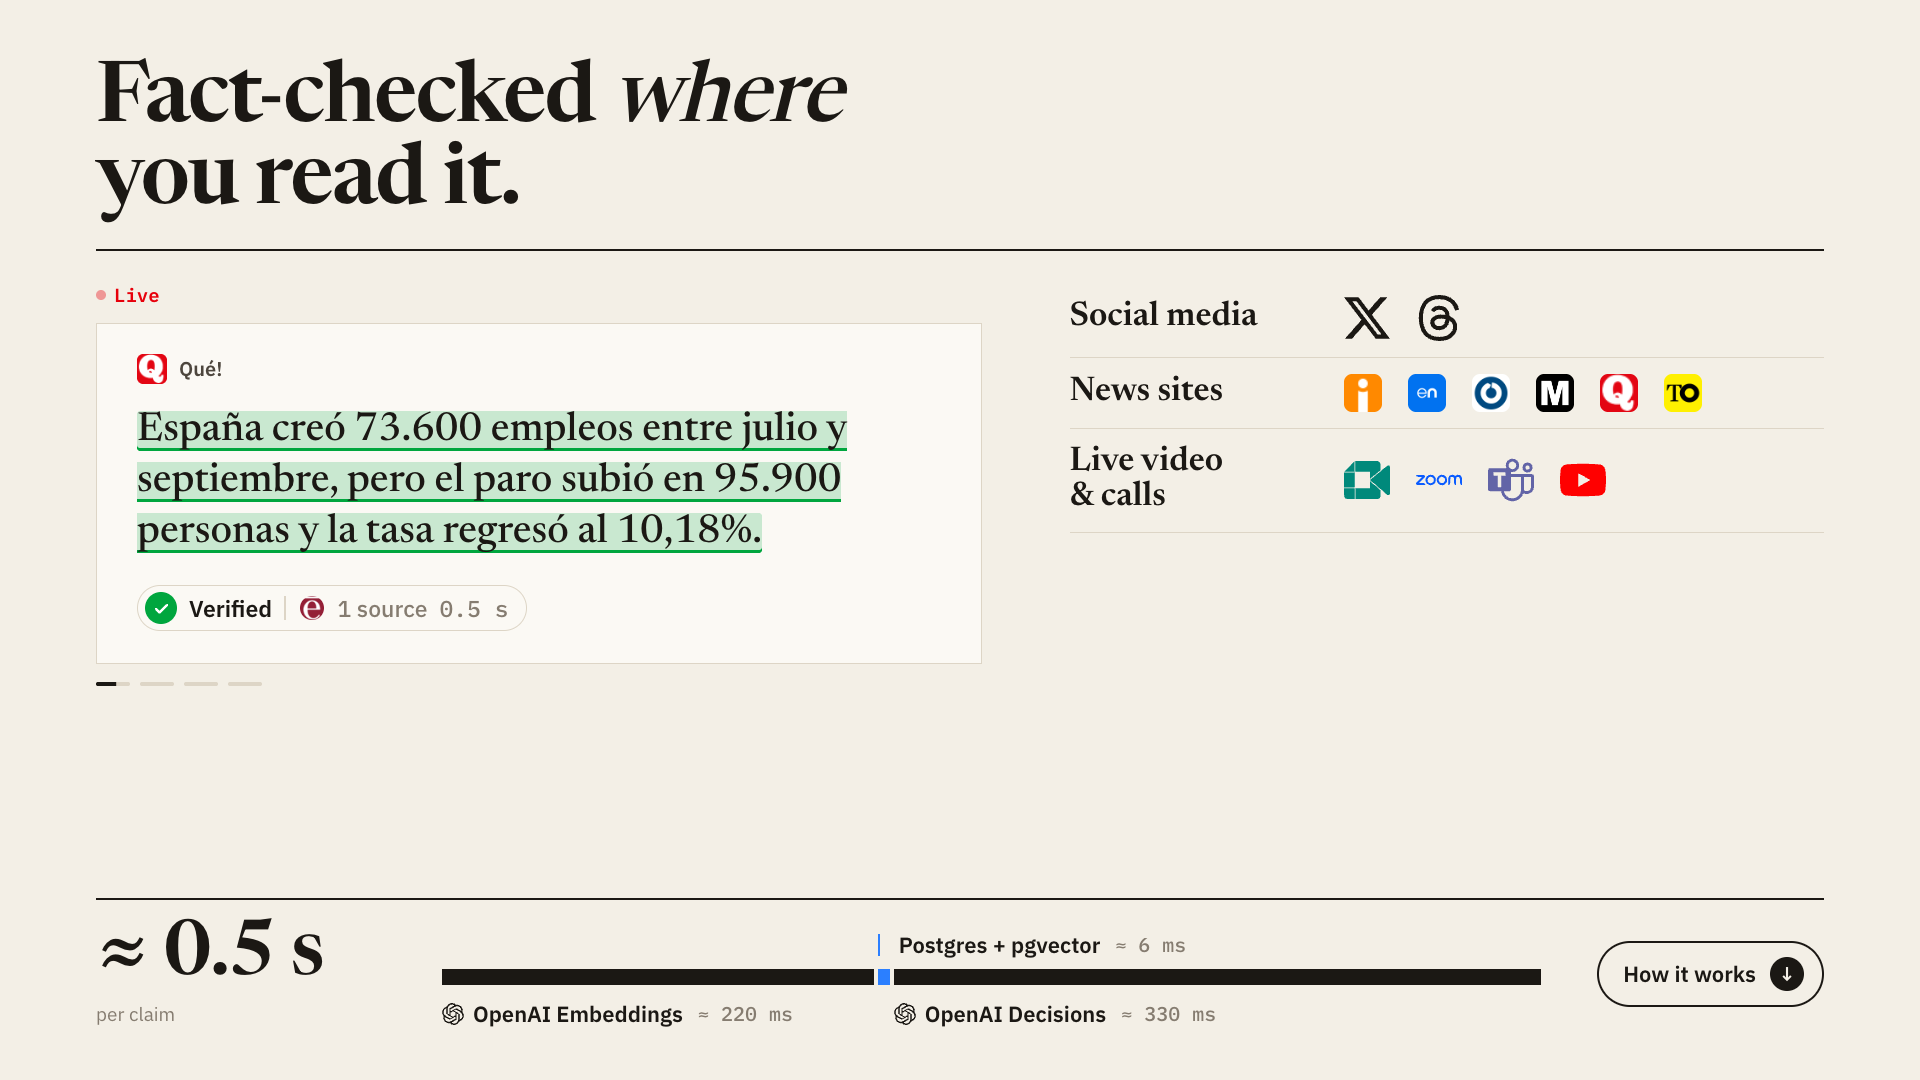 Fact-checked where
you read it.
Live
Qué!
España creó 73.600 empleos entre julio y
septiembre, pero el paro subió en 95.900
personas y la tasa regresó al 10,18%.
Verified
1 source 0.5 s
Social media
News sites
en
M
Q
TO
Live video
& calls
zoom
T
≈ 0.5 s
per claim
Postgres + pgvector ≈ 6 ms
OpenAI Embeddings ≈ 220 ms
OpenAI Decisions ≈ 330 ms
How it works